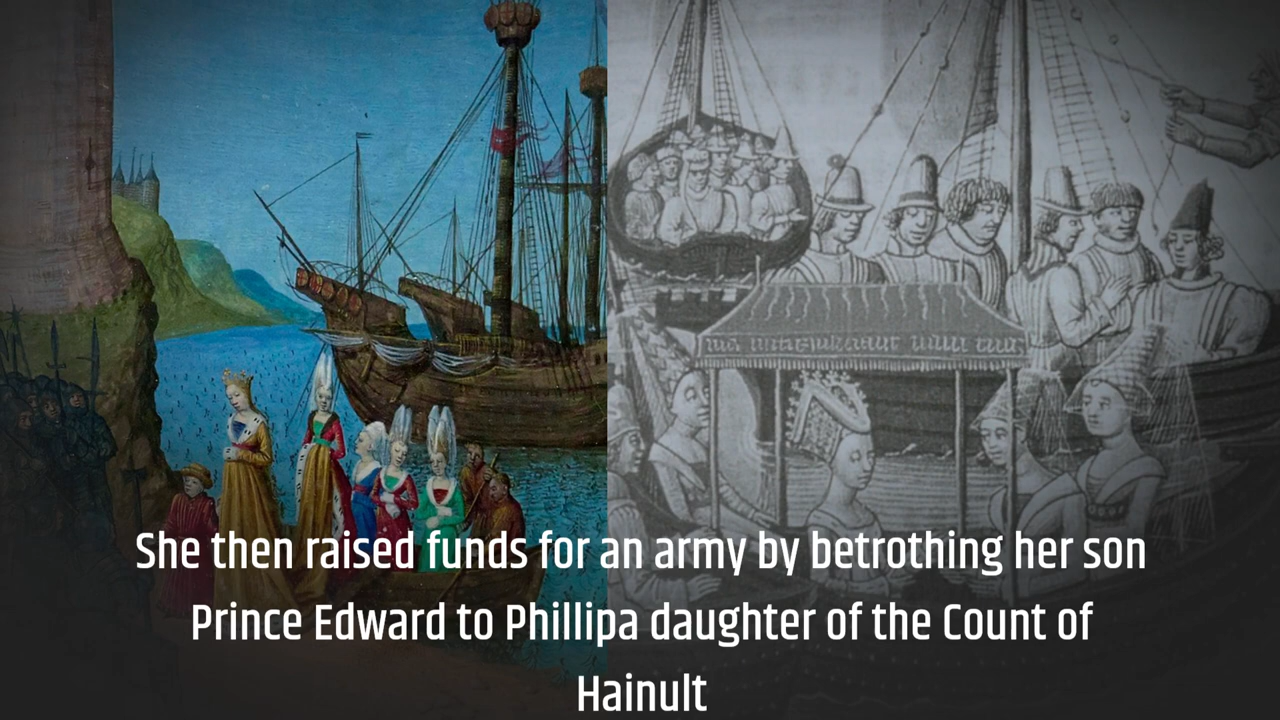 She then raised funds for an army by betrothing her son
Prince Edward to Phillipa daughter of the Count of
Hainult